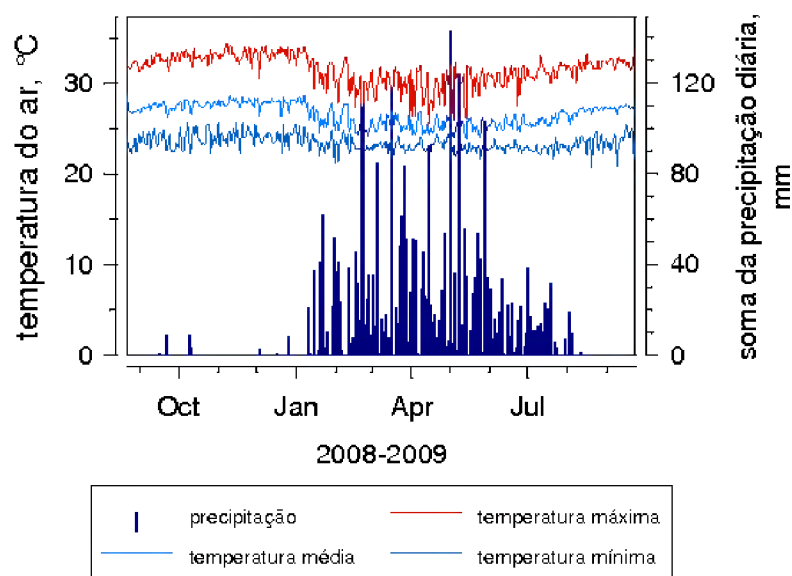 temperatura do ar, °C
30
20
10
0
120
80
40
0
soma da precipitação diária,
mm
Oct Jan Apr Jul
2008-2009
precipitação temperatura máxima
temperatura média temperatura mínima